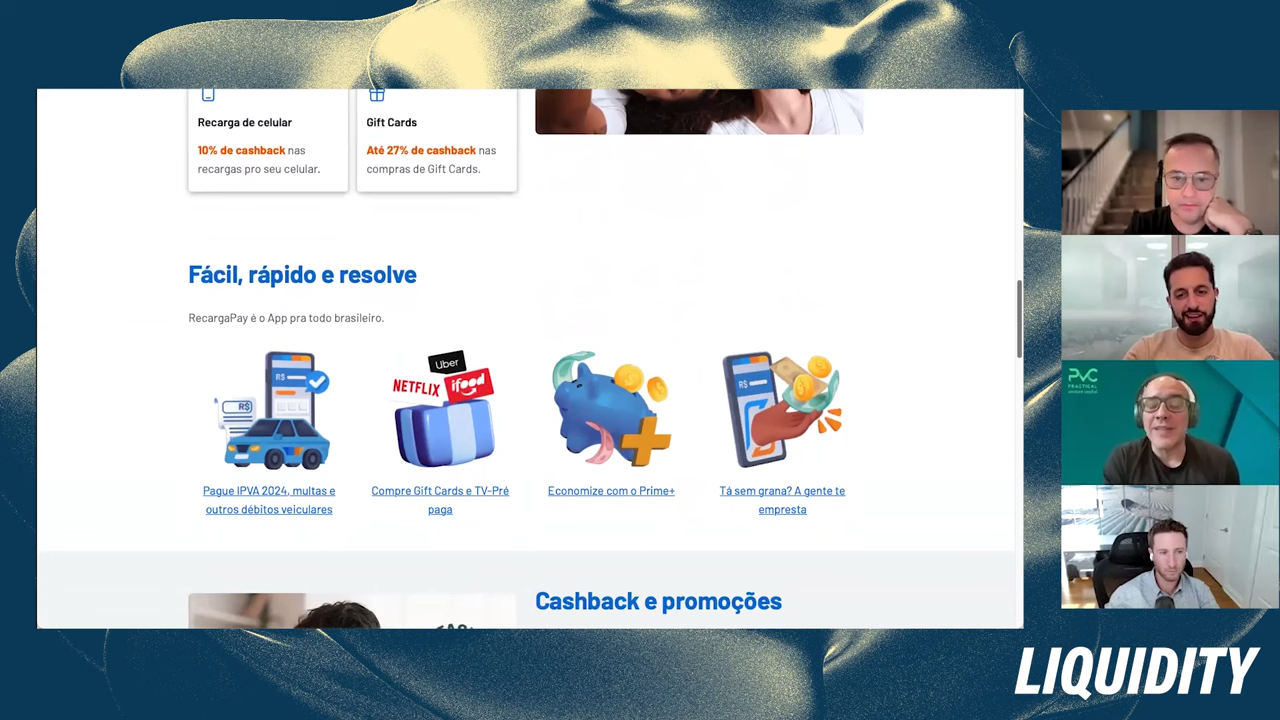 Recarga de celular
10% de cashback nas
recargas pro seu celular.
Gift Cards
Até 27% de cashback nas
compras de Gift Cards.
Fácil, rápido e resolve
RecargaPay é o App pra todo brasileiro.
R$
R$
Uber
NETFLIX
ifood
R$
Pague IPVA 2024, multas e
outros débitos veiculares
Compre Gift Cards e TV-Pré
paga
Economize com o Prime+
Tá sem grana? A gente te
empresta
Cashback e promoções
PVC
PRACTICAL
venture capital
LIQUIDITY